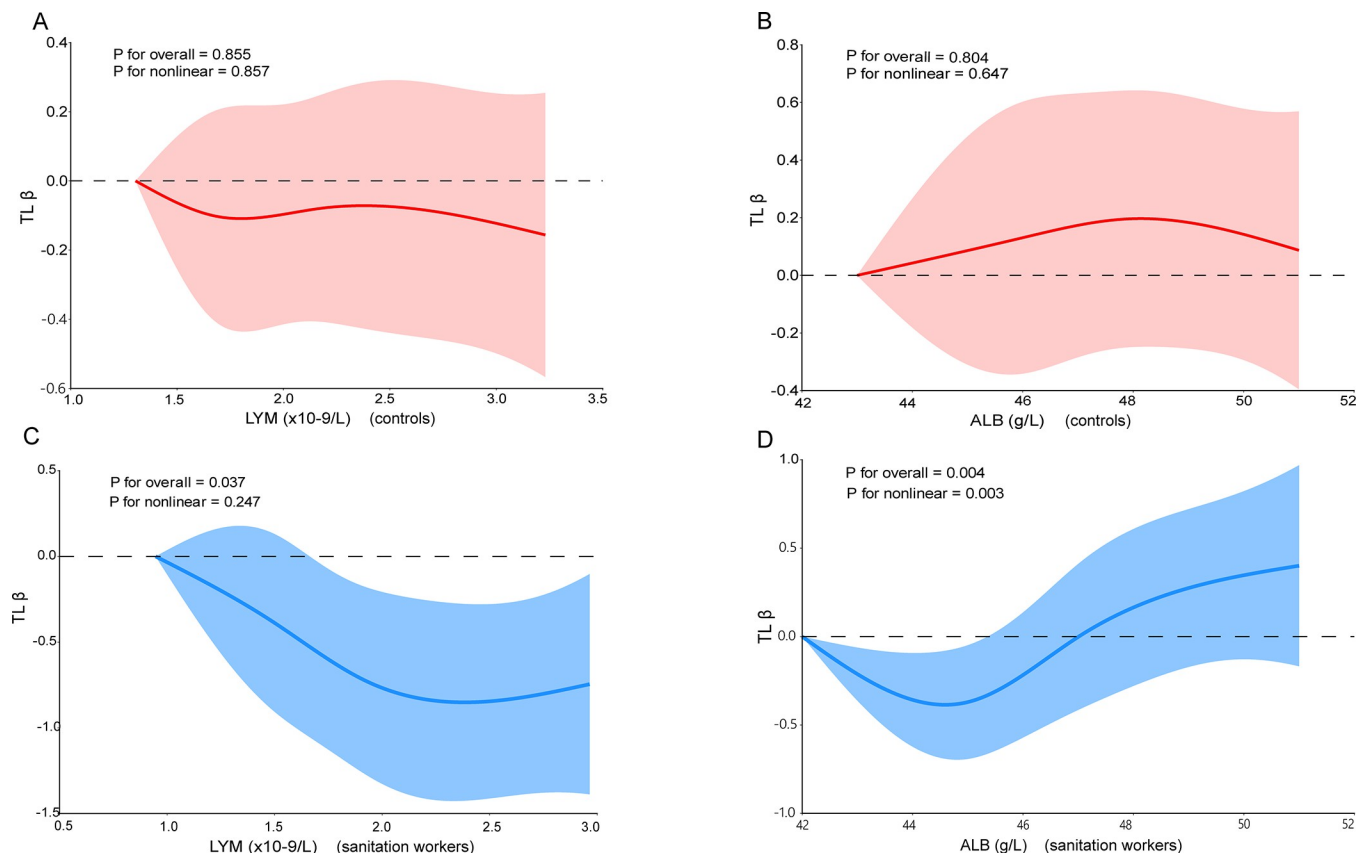 A
P for overall = 0.855
P for nonlinear = 0.857
TL β
0.4
0.2
0.0
-0.2
-0.4
-0.6
1.0 1.5 2.0 2.5 3.0 3.5
LYM (x10-9/L) (controls)
B
P for overall = 0.804
P for nonlinear = 0.647
TL β
0.8
0.6
0.4
0.2
0.0
-0.2
-0.4
42 44 46 48 50 52
ALB (g/L) (controls)
C
P for overall = 0.037
P for nonlinear = 0.247
TL β
0.5
0.0
-0.5
-1.0
-1.5
0.5 1.0 1.5 2.0 2.5 3.0
LYM (x10-9/L) (sanitation workers)
D
P for overall = 0.004
P for nonlinear = 0.003
TL β
1.0
0.5
0.0
-0.5
-1.0
42 44 46 48 50 52
ALB (g/L) (sanitation workers)